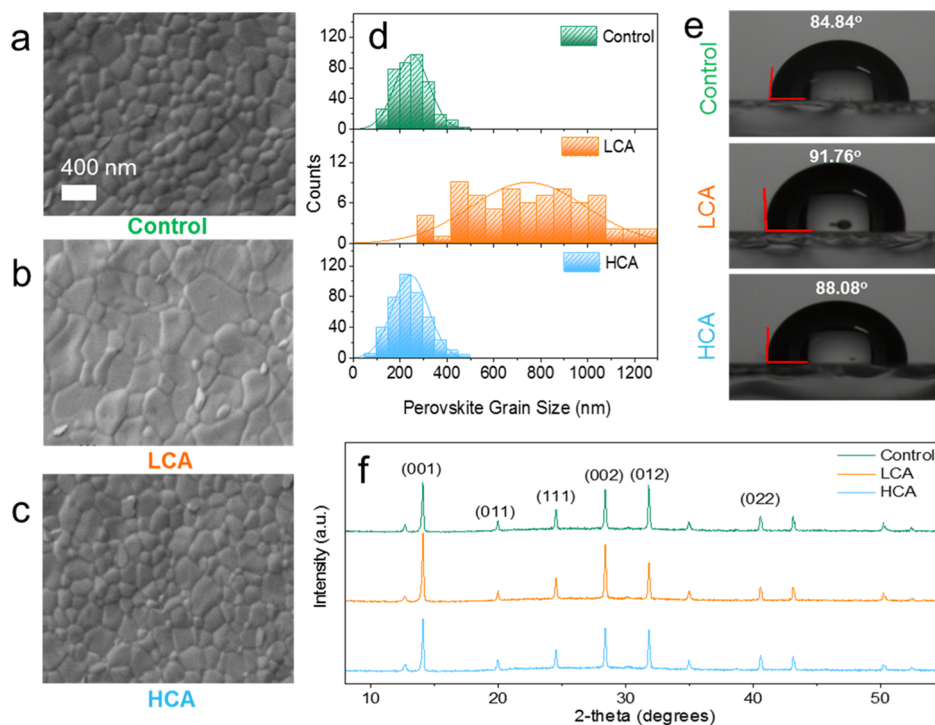 a
400 nm
Control
b
LCA
c
HCA
d
Control
LCA
HCA
120
80
40
0
12
9
6
3
0
120
80
40
0
Counts
0 200 400 600 800 1000 1200
Perovskite Grain Size (nm)
e
Control
84.84°
LCA
91.76°
HCA
88.08°
f
Control
LCA
HCA
(001)
(011)
(111)
(002)
(012)
(022)
Intensity (a.u.)
10 20 30 40 50
2-theta (degrees)